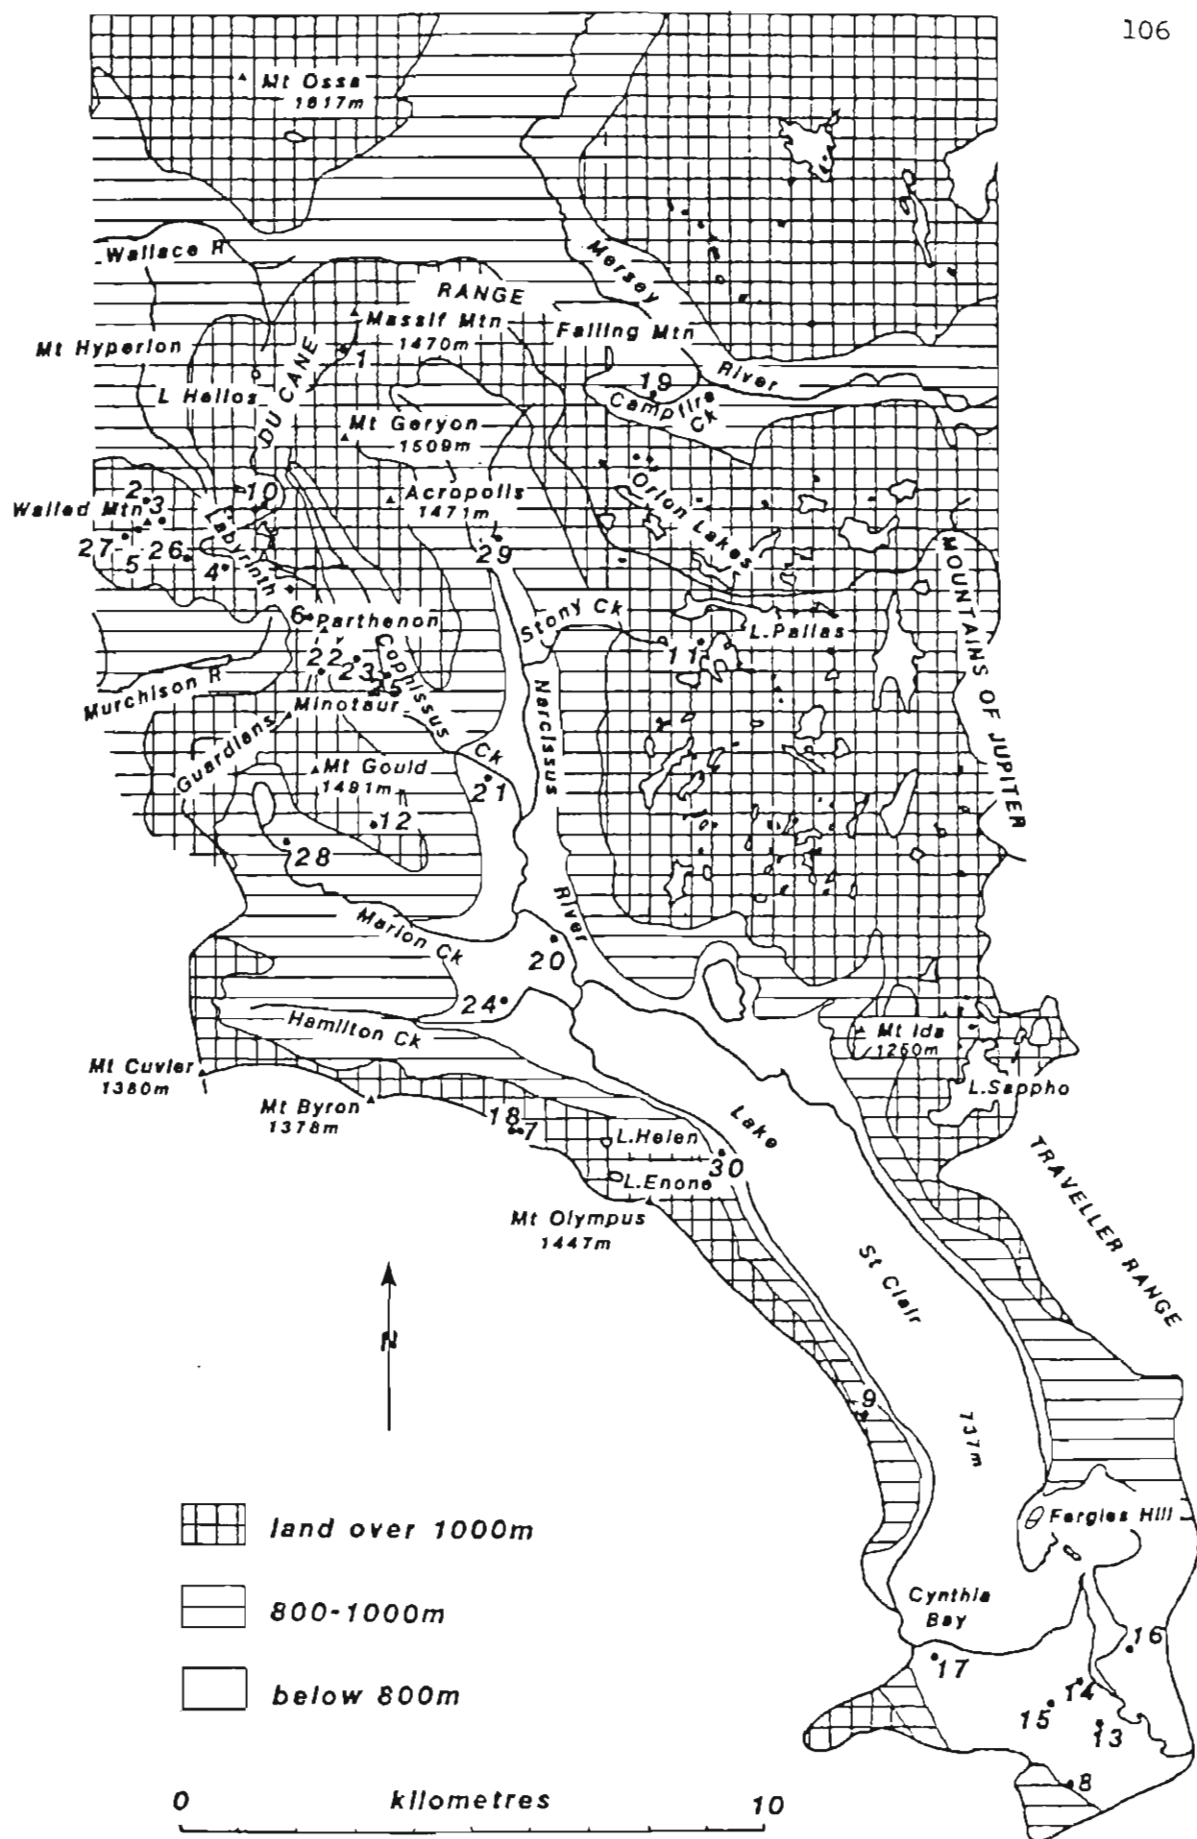 106
Mt Ossa
1617m
Wallace R
RANGE
Mersey
Massif Mtn
1470m
Falling Mtn
Mt Hyperion
DU CANE
1
River
L Helios
19
Campfire
Ck
Mt Geryon
1509m
2
3
10
Acropolis
1471m
Orion Lakes
Walled Mtn
Labyrinth
27
5
26
4
29
MOUNTAINS OF JUPITER
6
Parthenon
Stony Ck
L.Pallas
11
22
23
25
Cephissus
Ck
Murchison R
Minotaur
Narcissus
River
Guardians
Mt Gould
1491m
21
12
28
Marion
Ck
20
24
Hamilton Ck
Mt Ida
1250m
Mt Cuvier
1380m
L.Sappho
Mt Byron
1378m
18
7
Lake
L.Helen
30
L.Enone
TRAVELLER RANGE
Mt Olympus
1447m
St Clair
N
9
737m
land over 1000m
Fergies Hill
800-1000m
Cynthia
Bay
16
below 800m
17
14
15
13
8
0
kilometres
10